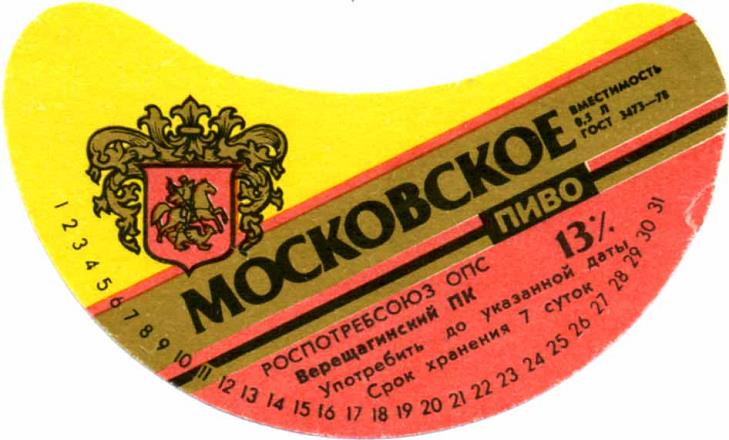 МОСКОВСКОЕ
ВМЕСТИМОСТЬ
0,5 Л
ГОСТ 3473—78
ПИВО
13%
РОСПОТРЕБСОЮЗ ОПС
Верещагинский ПК
Употребить до указанной даты
Срок хранения 7 суток
1 2 3 4 5 6 7 8 9 10 11 12 13 14 15 16 17 18 19 20 21 22 23 24 25 26 27 28 29 30 31